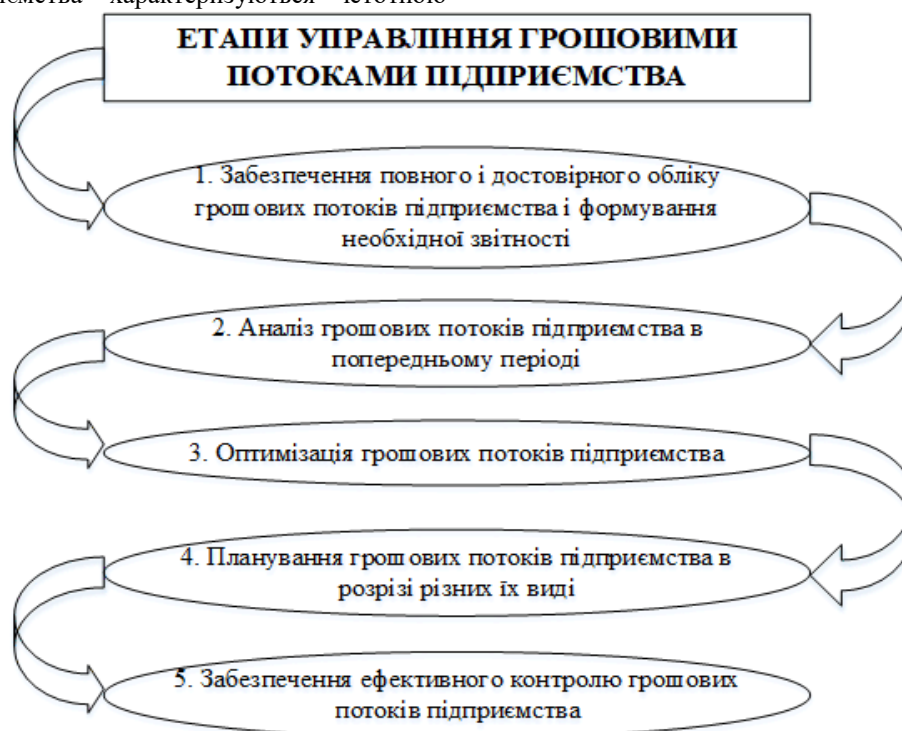 характеризуються
ЕТАПИ УПРАВЛІННЯ ГРОШОВИМИ
ПОТОКАМИ ПІДПРИЄМСТВА
1. Забезпечення повного і достовірного обліку
грошових потоків підприємства і формування
необхідної звітності
2. Аналіз грошових потоків підприємства в
попередньому періоді
3. Оптимізація грошових потоків підприємства
4. Планування грошових потоків підприємства в
розрізі різних їх виді
5. Забезпечення ефективного контролю грошових
потоків підприємства